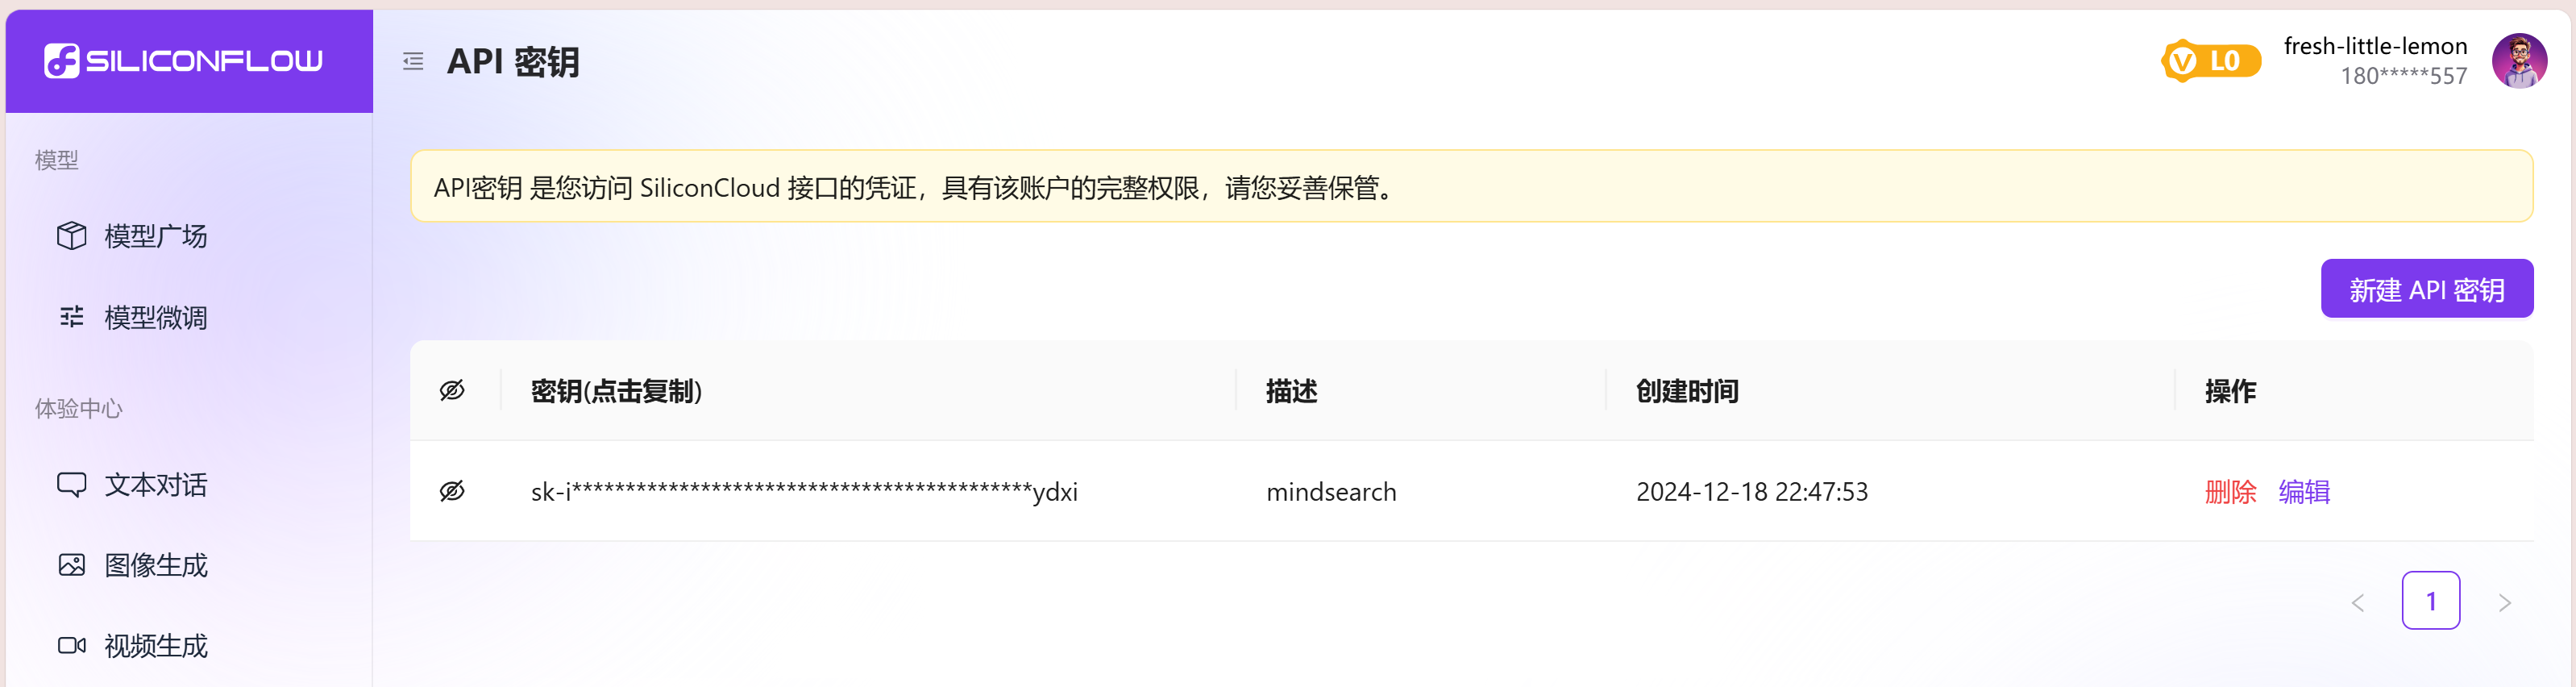 SILICONFLOW
API 密钥
L0
fresh-little-lemon
180*****557
模型
模型广场
模型微调
体验中心
文本对话
图像生成
视频生成
API密钥 是您访问 SiliconCloud 接口的凭证，具有该账户的完整权限，请您妥善保管。
新建 API 密钥
密钥(点击复制) 描述 创建时间 操作
sk-i*******************************************ydxi mindsearch 2024-12-18 22:47:53 删除 编辑
1